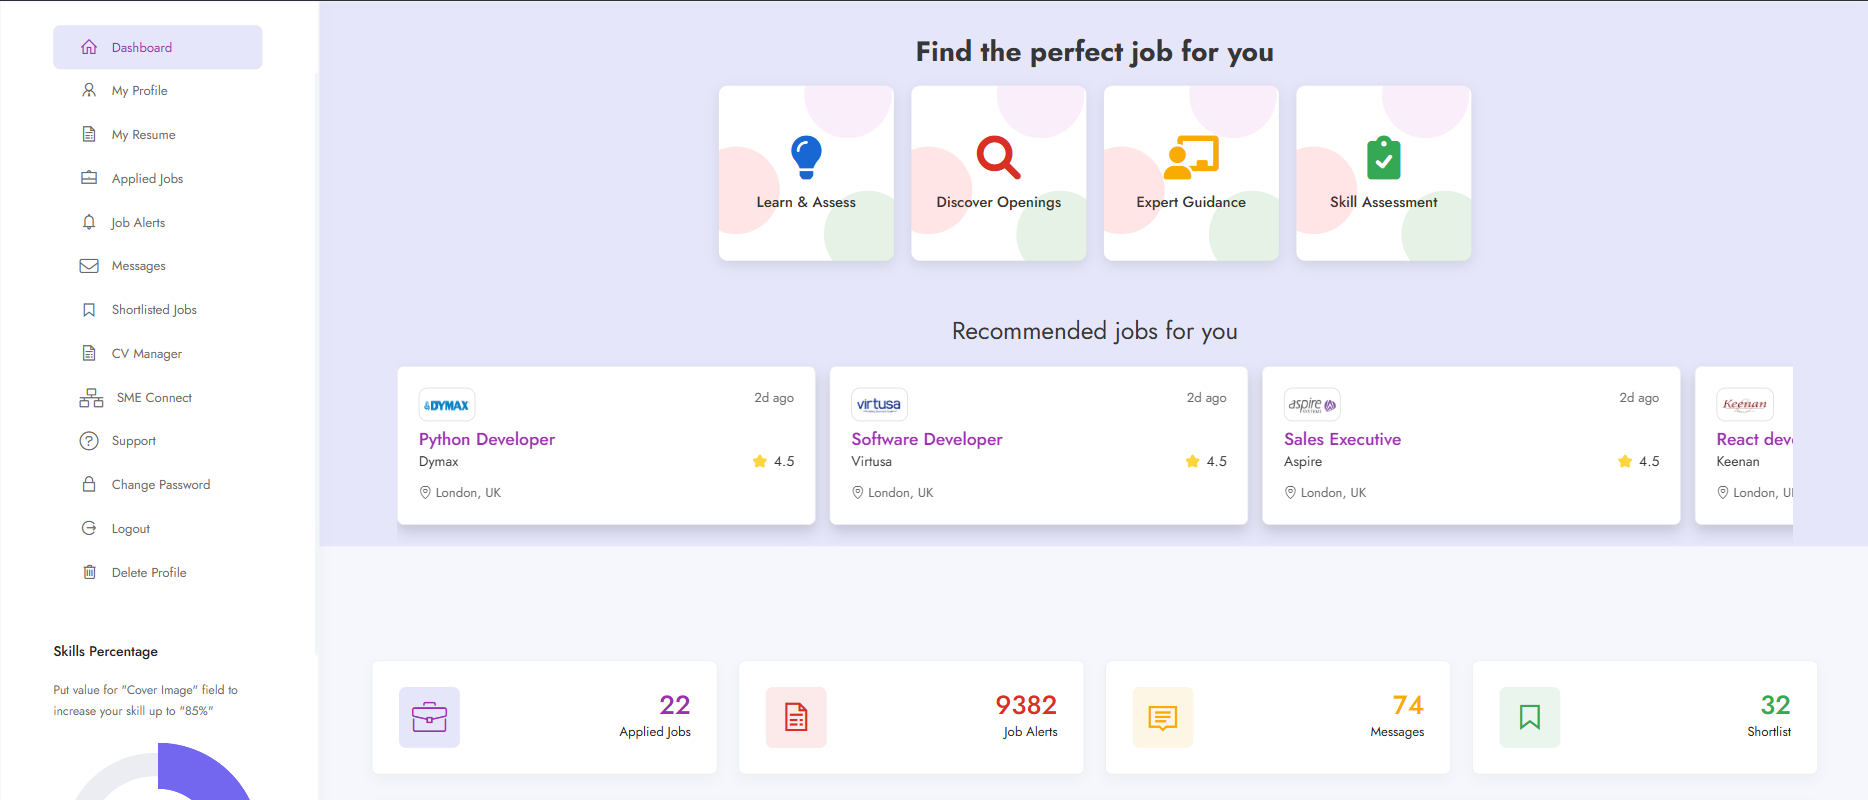 Dashboard
My Profile
My Resume
Applied Jobs
Job Alerts
Messages
Shortlisted Jobs
CV Manager
SME Connect
Support
Change Password
Logout
Delete Profile
Skills Percentage
Put value for "Cover Image" field to
increase your skill up to "85%"
Find the perfect job for you
Learn & Assess
Discover Openings
Expert Guidance
Skill Assessment
Recommended jobs for you
DYMAX
2d ago
Python Developer
Dymax
4.5
London, UK
virtusa
2d ago
Software Developer
Virtusa
4.5
London, UK
aspire
SYSTEMS
2d ago
Sales Executive
Aspire
4.5
London, UK
Keenan
React dev
Keenan
London, U
22
Applied Jobs
9382
Job Alerts
74
Messages
32
Shortlist